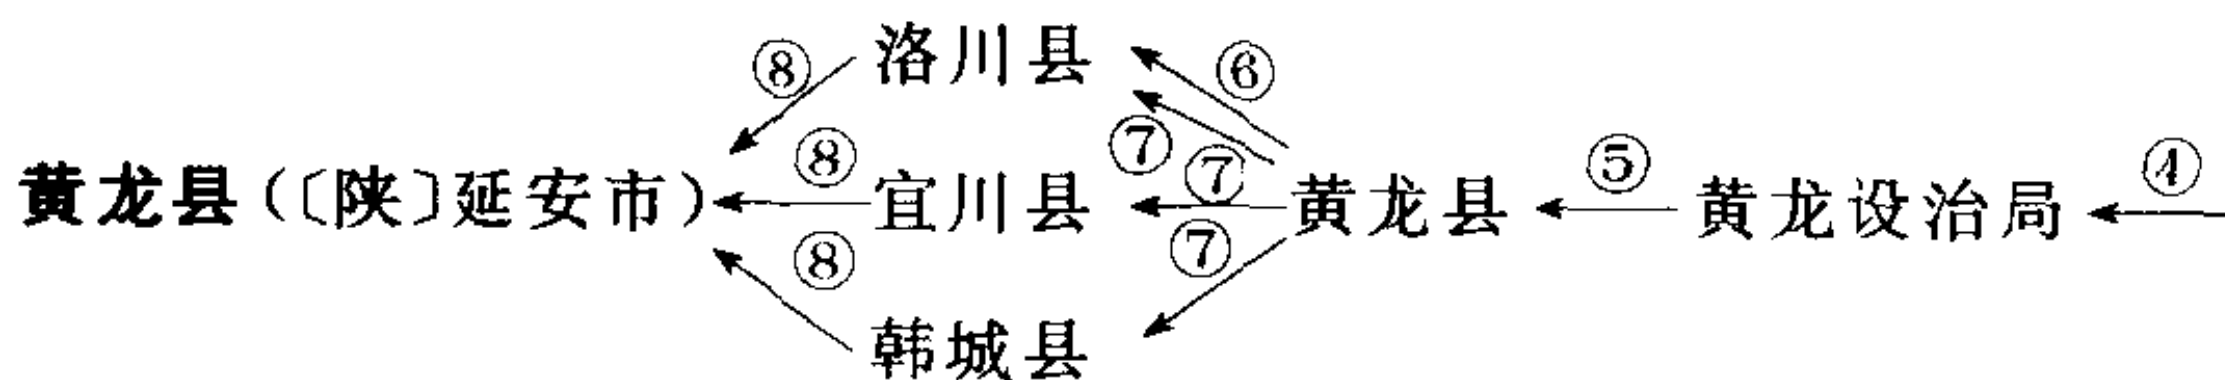 ⑧ 洛川县 ⑥
⑦
黄龙县(〔陕〕延安市) ⑧ 宜川县 ⑦ 黄龙县 ⑤ 黄龙设治局 ④
⑧ ⑦
韩城县